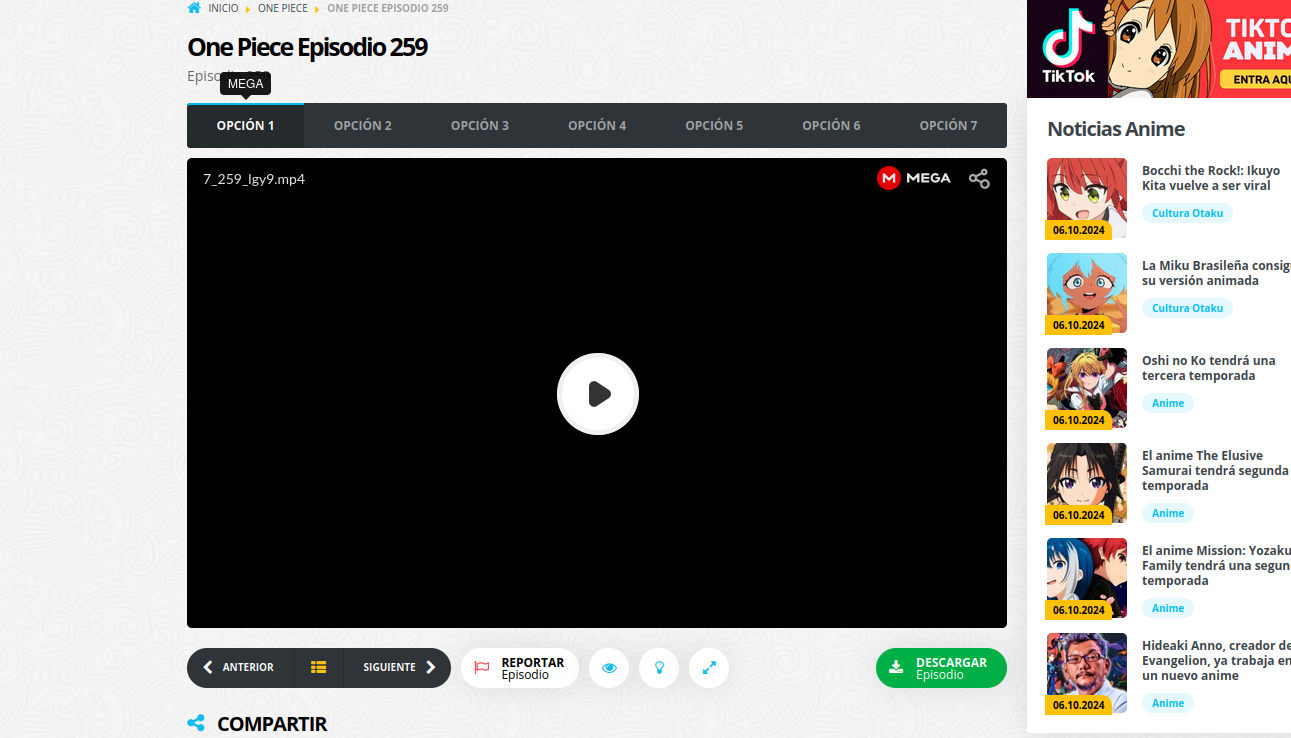 INICIO ONE PIECE ONE PIECE EPISODIO 259
One Piece Episodio 259
MEGA
OPCIÓN 1 OPCIÓN 2 OPCIÓN 3 OPCIÓN 4 OPCIÓN 5 OPCIÓN 6 OPCIÓN 7
7_259_lgy9.mp4
MEGA
ANTERIOR
SIGUIENTE
REPORTAR
Episodio
DESCARGAR
Episodio
COMPARTIR
TikTok
ENTRA AQU
Noticias Anime
Bocchi the Rock!: Ikuyo
Kita vuelve a ser viral
Cultura Otaku
06.10.2024
La Miku Brasileña consig
su versión animada
Cultura Otaku
06.10.2024
Oshi no Ko tendrá una
tercera temporada
Anime
06.10.2024
El anime The Elusive
Samurai tendrá segunda
temporada
Anime
06.10.2024
El anime Mission: Yozaku
Family tendrá una segun
temporada
Anime
06.10.2024
Hideaki Anno, creador de
Evangelion, ya trabaja en
un nuevo anime
Anime
06.10.2024